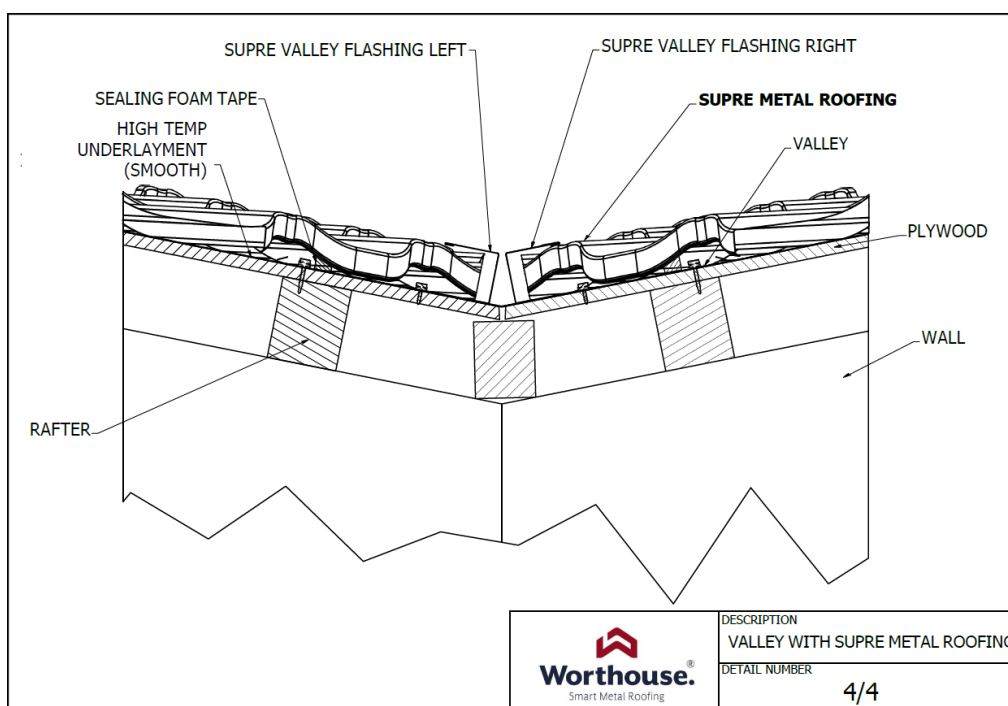 SUPRE VALLEY FLASHING LEFT
SUPRE VALLEY FLASHING RIGHT
SEALING FOAM TAPE
SUPRE METAL ROOFING
HIGH TEMP
UNDERLAYMENT
(SMOOTH)
VALLEY
PLYWOOD
WALL
RAFTER
Worthouse.®
Smart Metal Roofing
DESCRIPTION
VALLEY WITH SUPRE METAL ROOFING
DETAIL NUMBER
4/4